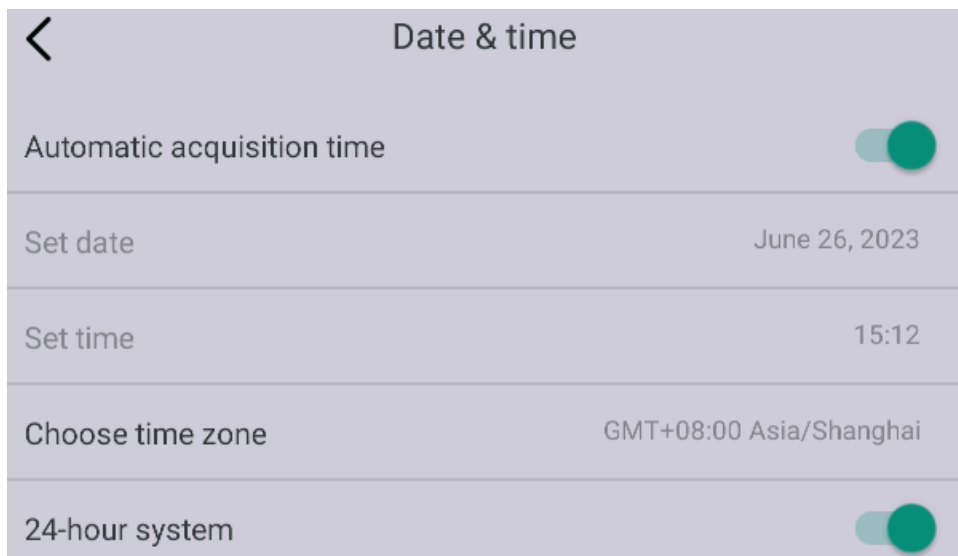 Date & time
Automatic acquisition time
Set date June 26, 2023
Set time 15:12
Choose time zone GMT+08:00 Asia/Shanghai
24-hour system